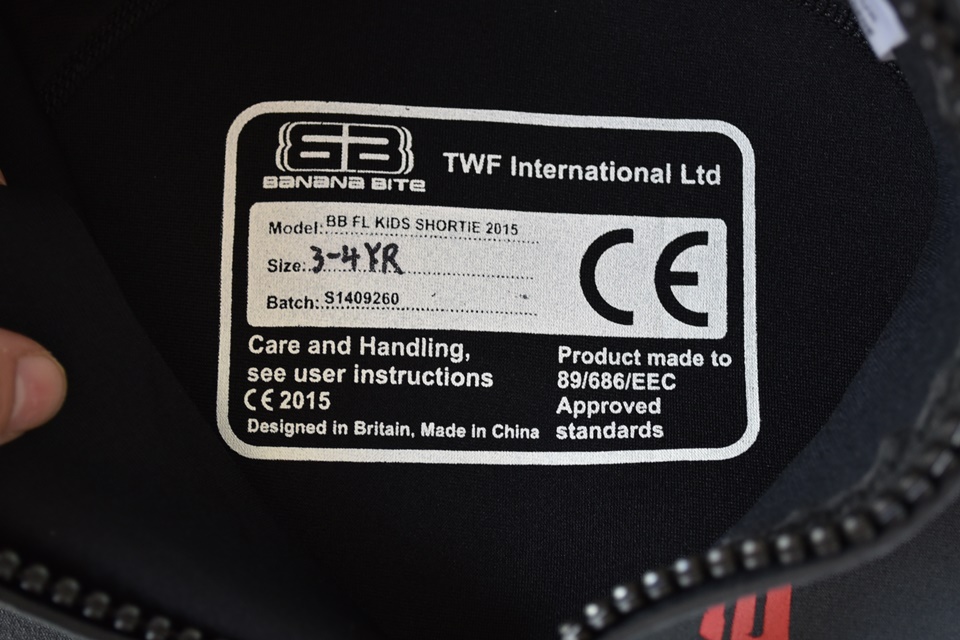 BB
BANANA BITE
TWF International Ltd
Model: BB FL KIDS SHORTIE 2015
Size: 3-4YR
Batch: S1409260
CE
Care and Handling,
see user instructions
CE 2015
Designed in Britain, Made in China
Product made to
89/686/EEC
Approved
standards